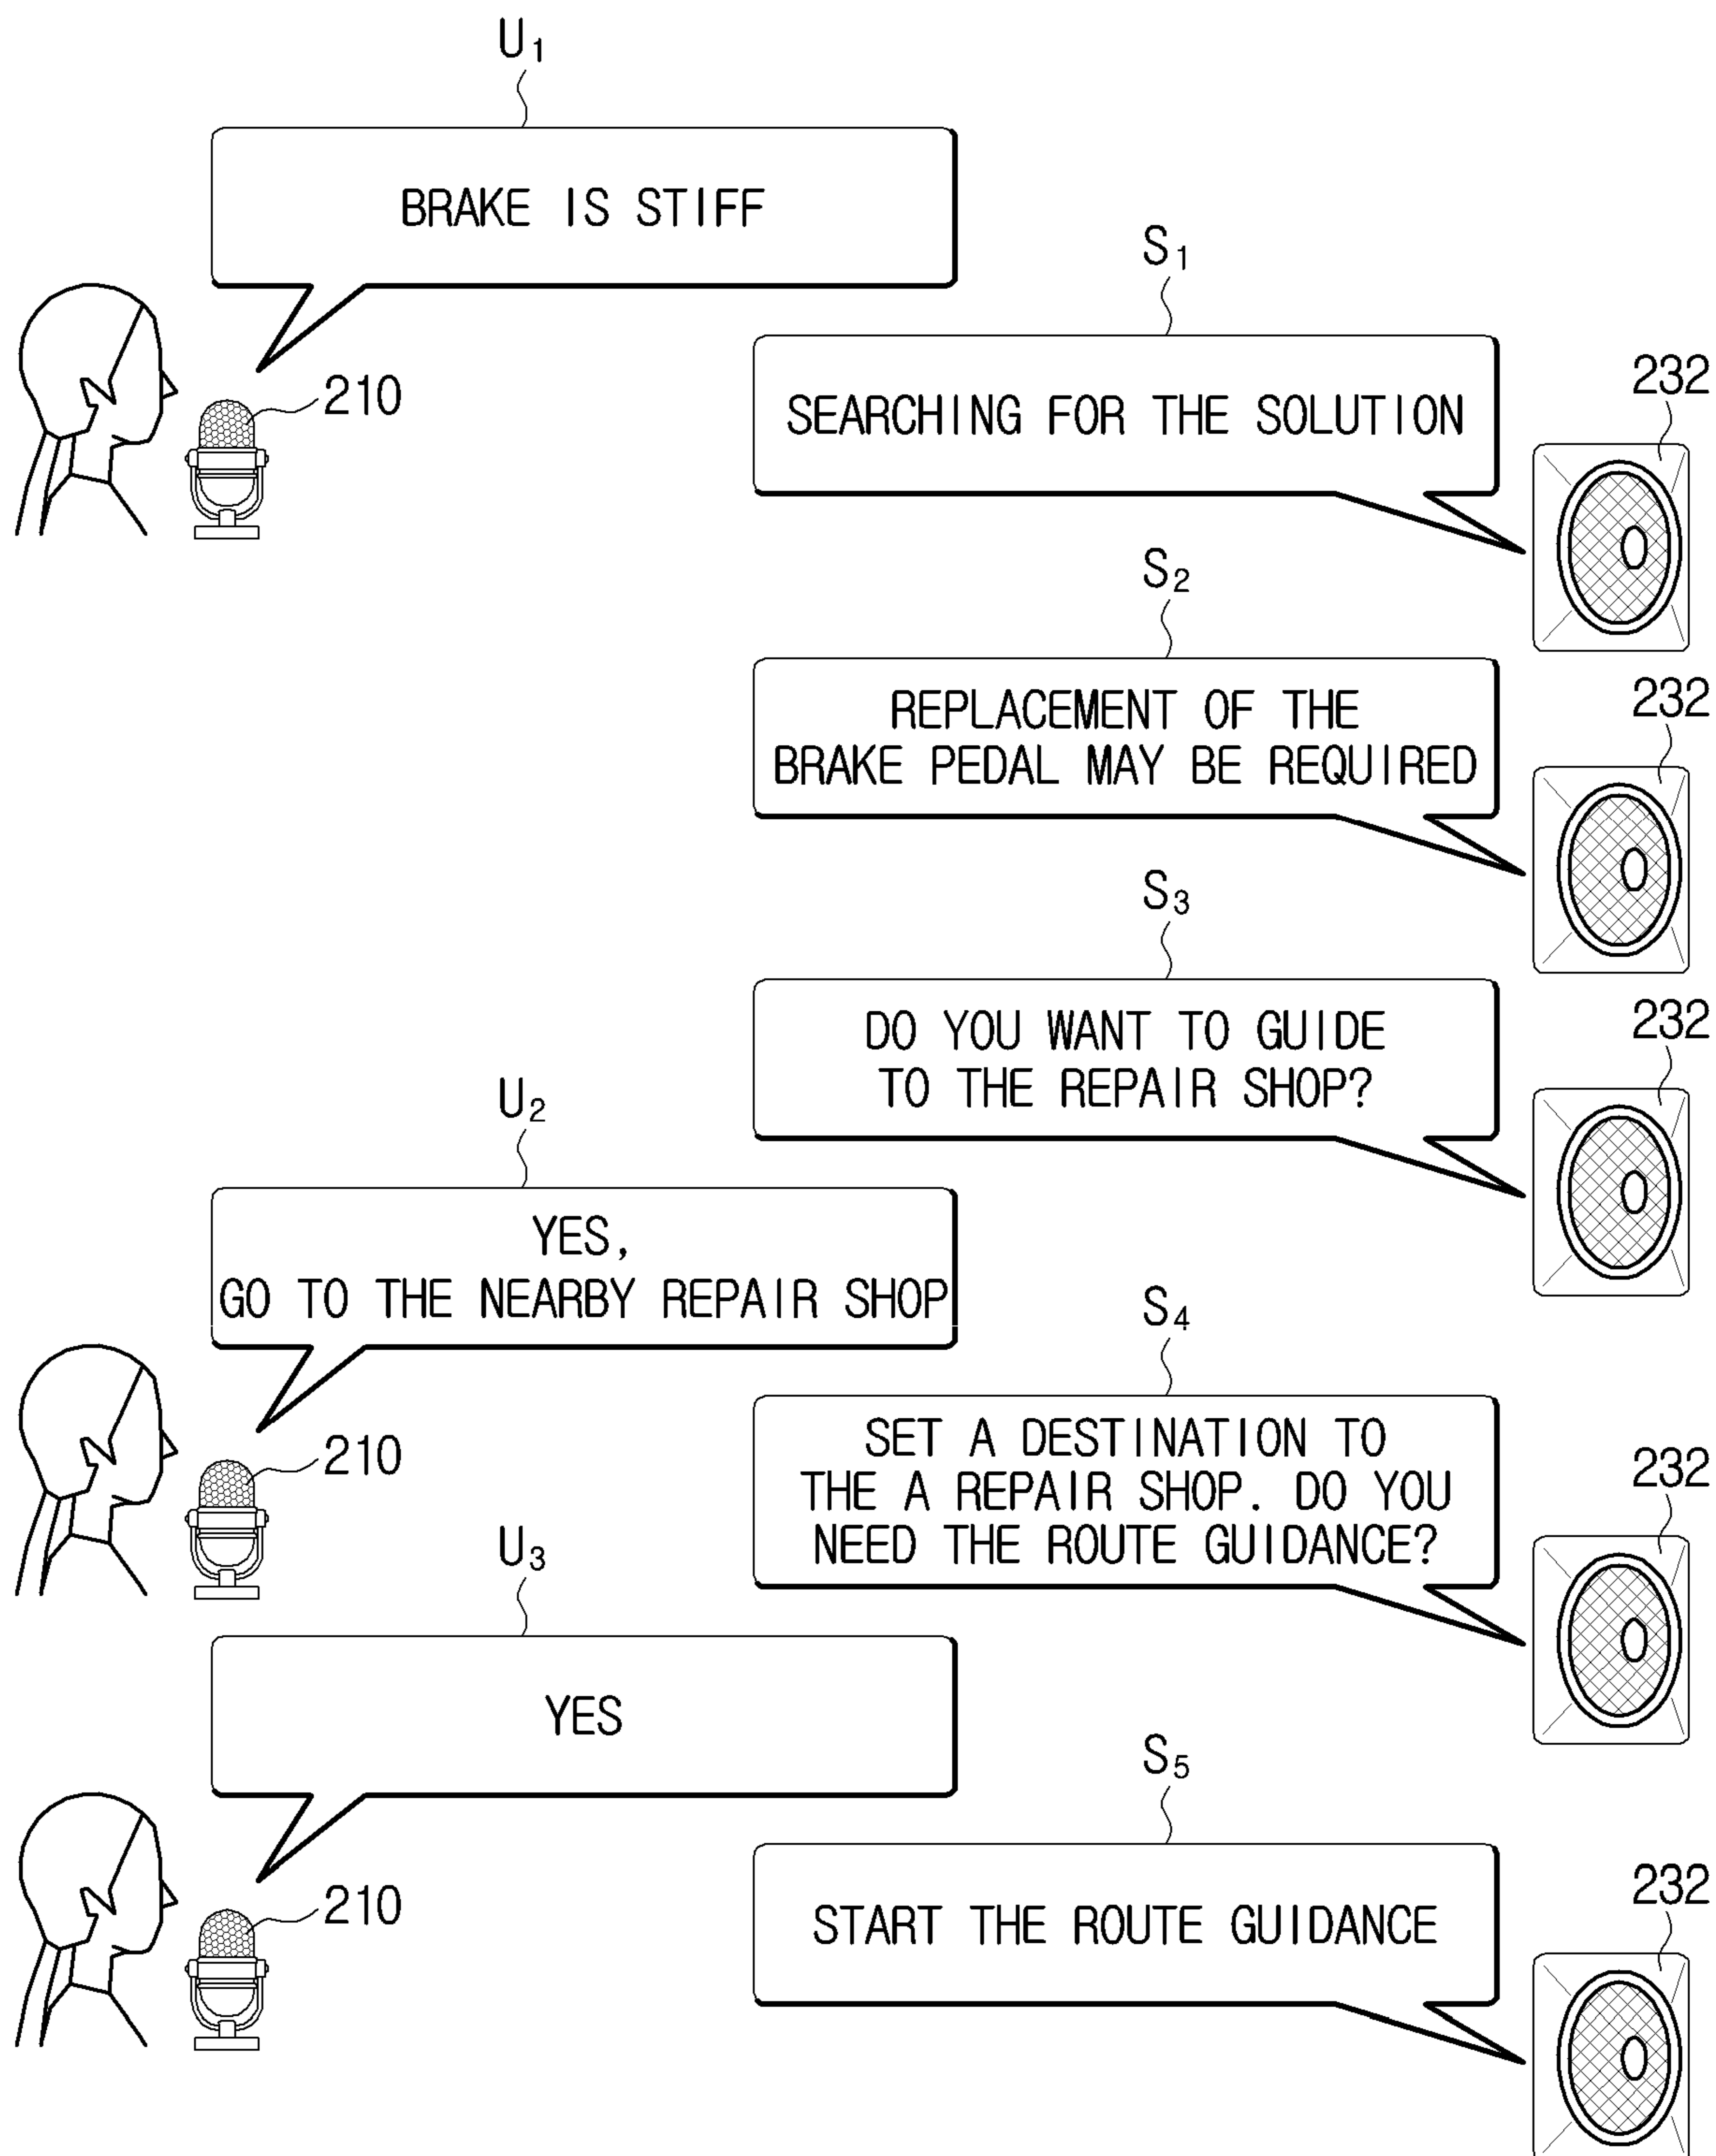 U1
BRAKE IS STIFF
S1
210
232
SEARCHING FOR THE SOLUTION
S2
232
REPLACEMENT OF THE
BRAKE PEDAL MAY BE REQUIRED
S3
232
DO YOU WANT TO GUIDE
TO THE REPAIR SHOP?
U2
YES,
GO TO THE NEARBY REPAIR SHOP
S4
210
232
SET A DESTINATION TO
THE A REPAIR SHOP. DO YOU
NEED THE ROUTE GUIDANCE?
U3
YES
S5
210
232
START THE ROUTE GUIDANCE